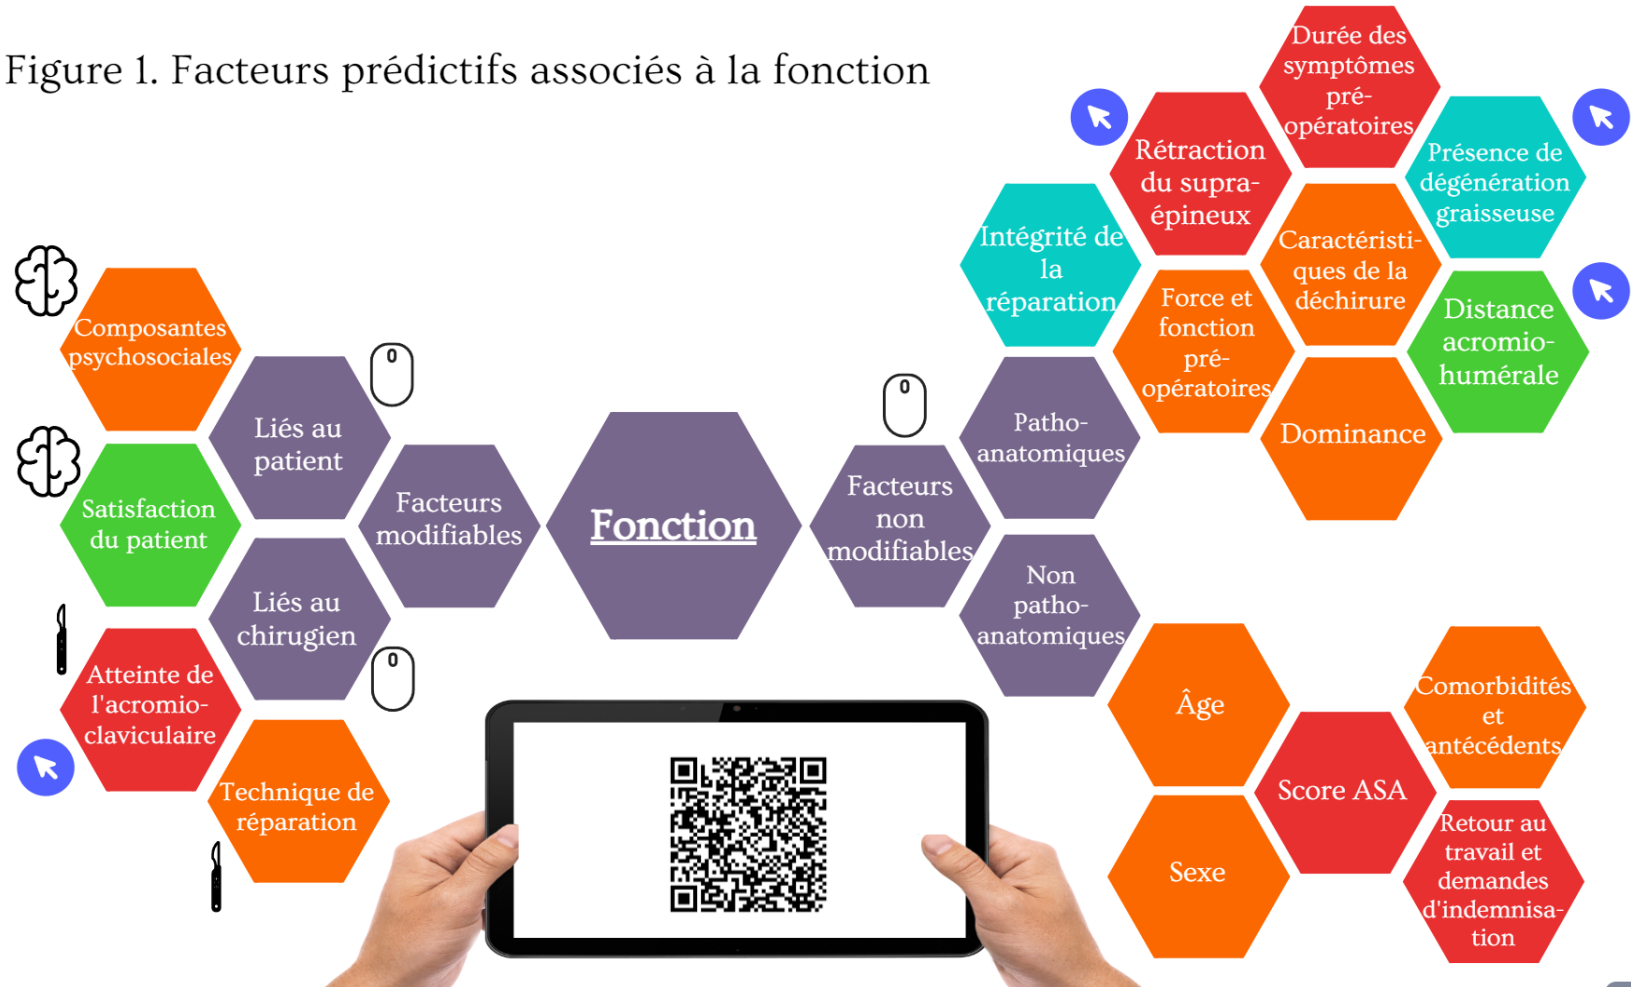 Figure 1. Facteurs prédictifs associés à la fonction
Composantes
psychosociales
Satisfaction
du patient
Atteinte de
l'acromio-
claviculaire
Technique de
réparation
Liés au
patient
Liés au
chirugien
Facteurs
modifiables
Fonction
Facteurs
non
modifiables
Patho-
anatomiques
Non
patho-
anatomiques
Intégrité de
la
réparation
Rétraction
du supra-
épineux
Durée des
symptômes
pré-
opératoires
Présence de
dégénération
graisseuse
Caractéristi-
ques de la
déchirure
Force et
fonction
pré-
opératoires
Distance
acromio-
humérale
Dominance
Âge
Sexe
Score ASA
Comorbidités
et
antécédents
Retour au
travail et
demandes
d'indemnisa-
tion